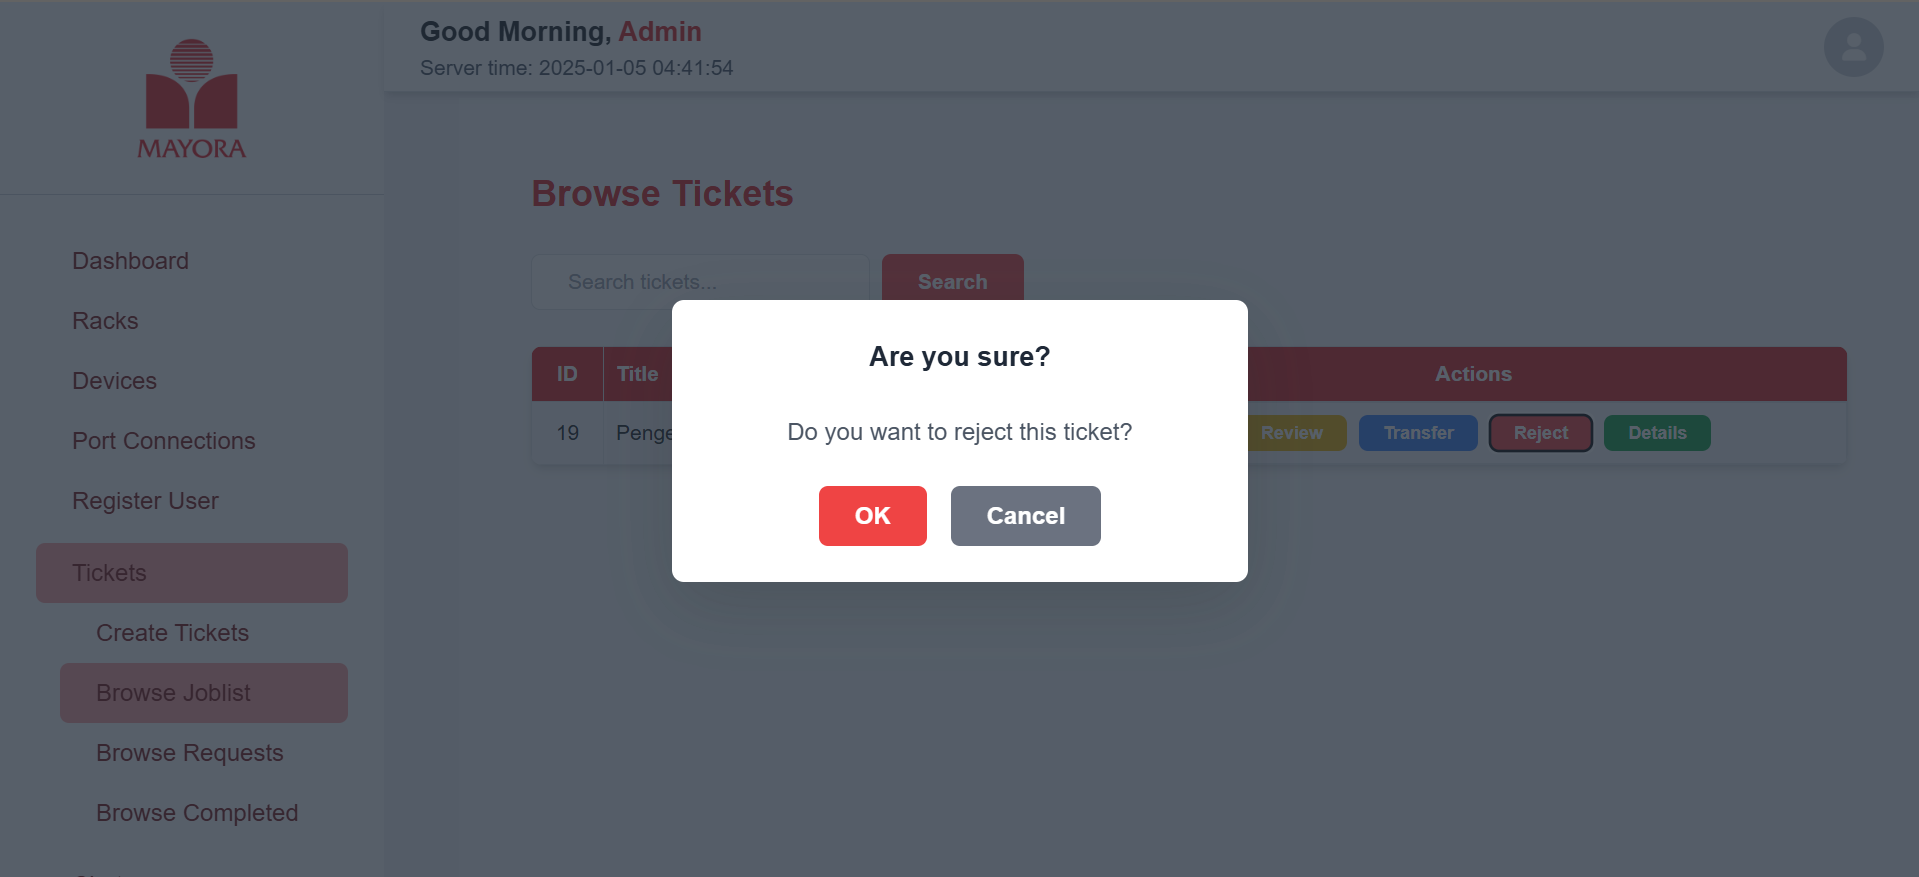 MAYORA
Good Morning, Admin
Server time: 2025-01-05 04:41:54
Dashboard
Racks
Devices
Port Connections
Register User
Tickets
Create Tickets
Browse Joblist
Browse Requests
Browse Completed
Browse Tickets
Search tickets... Search
ID Title Actions
19 Review Transfer Reject Details
Are you sure?
Do you want to reject this ticket?
OK Cancel